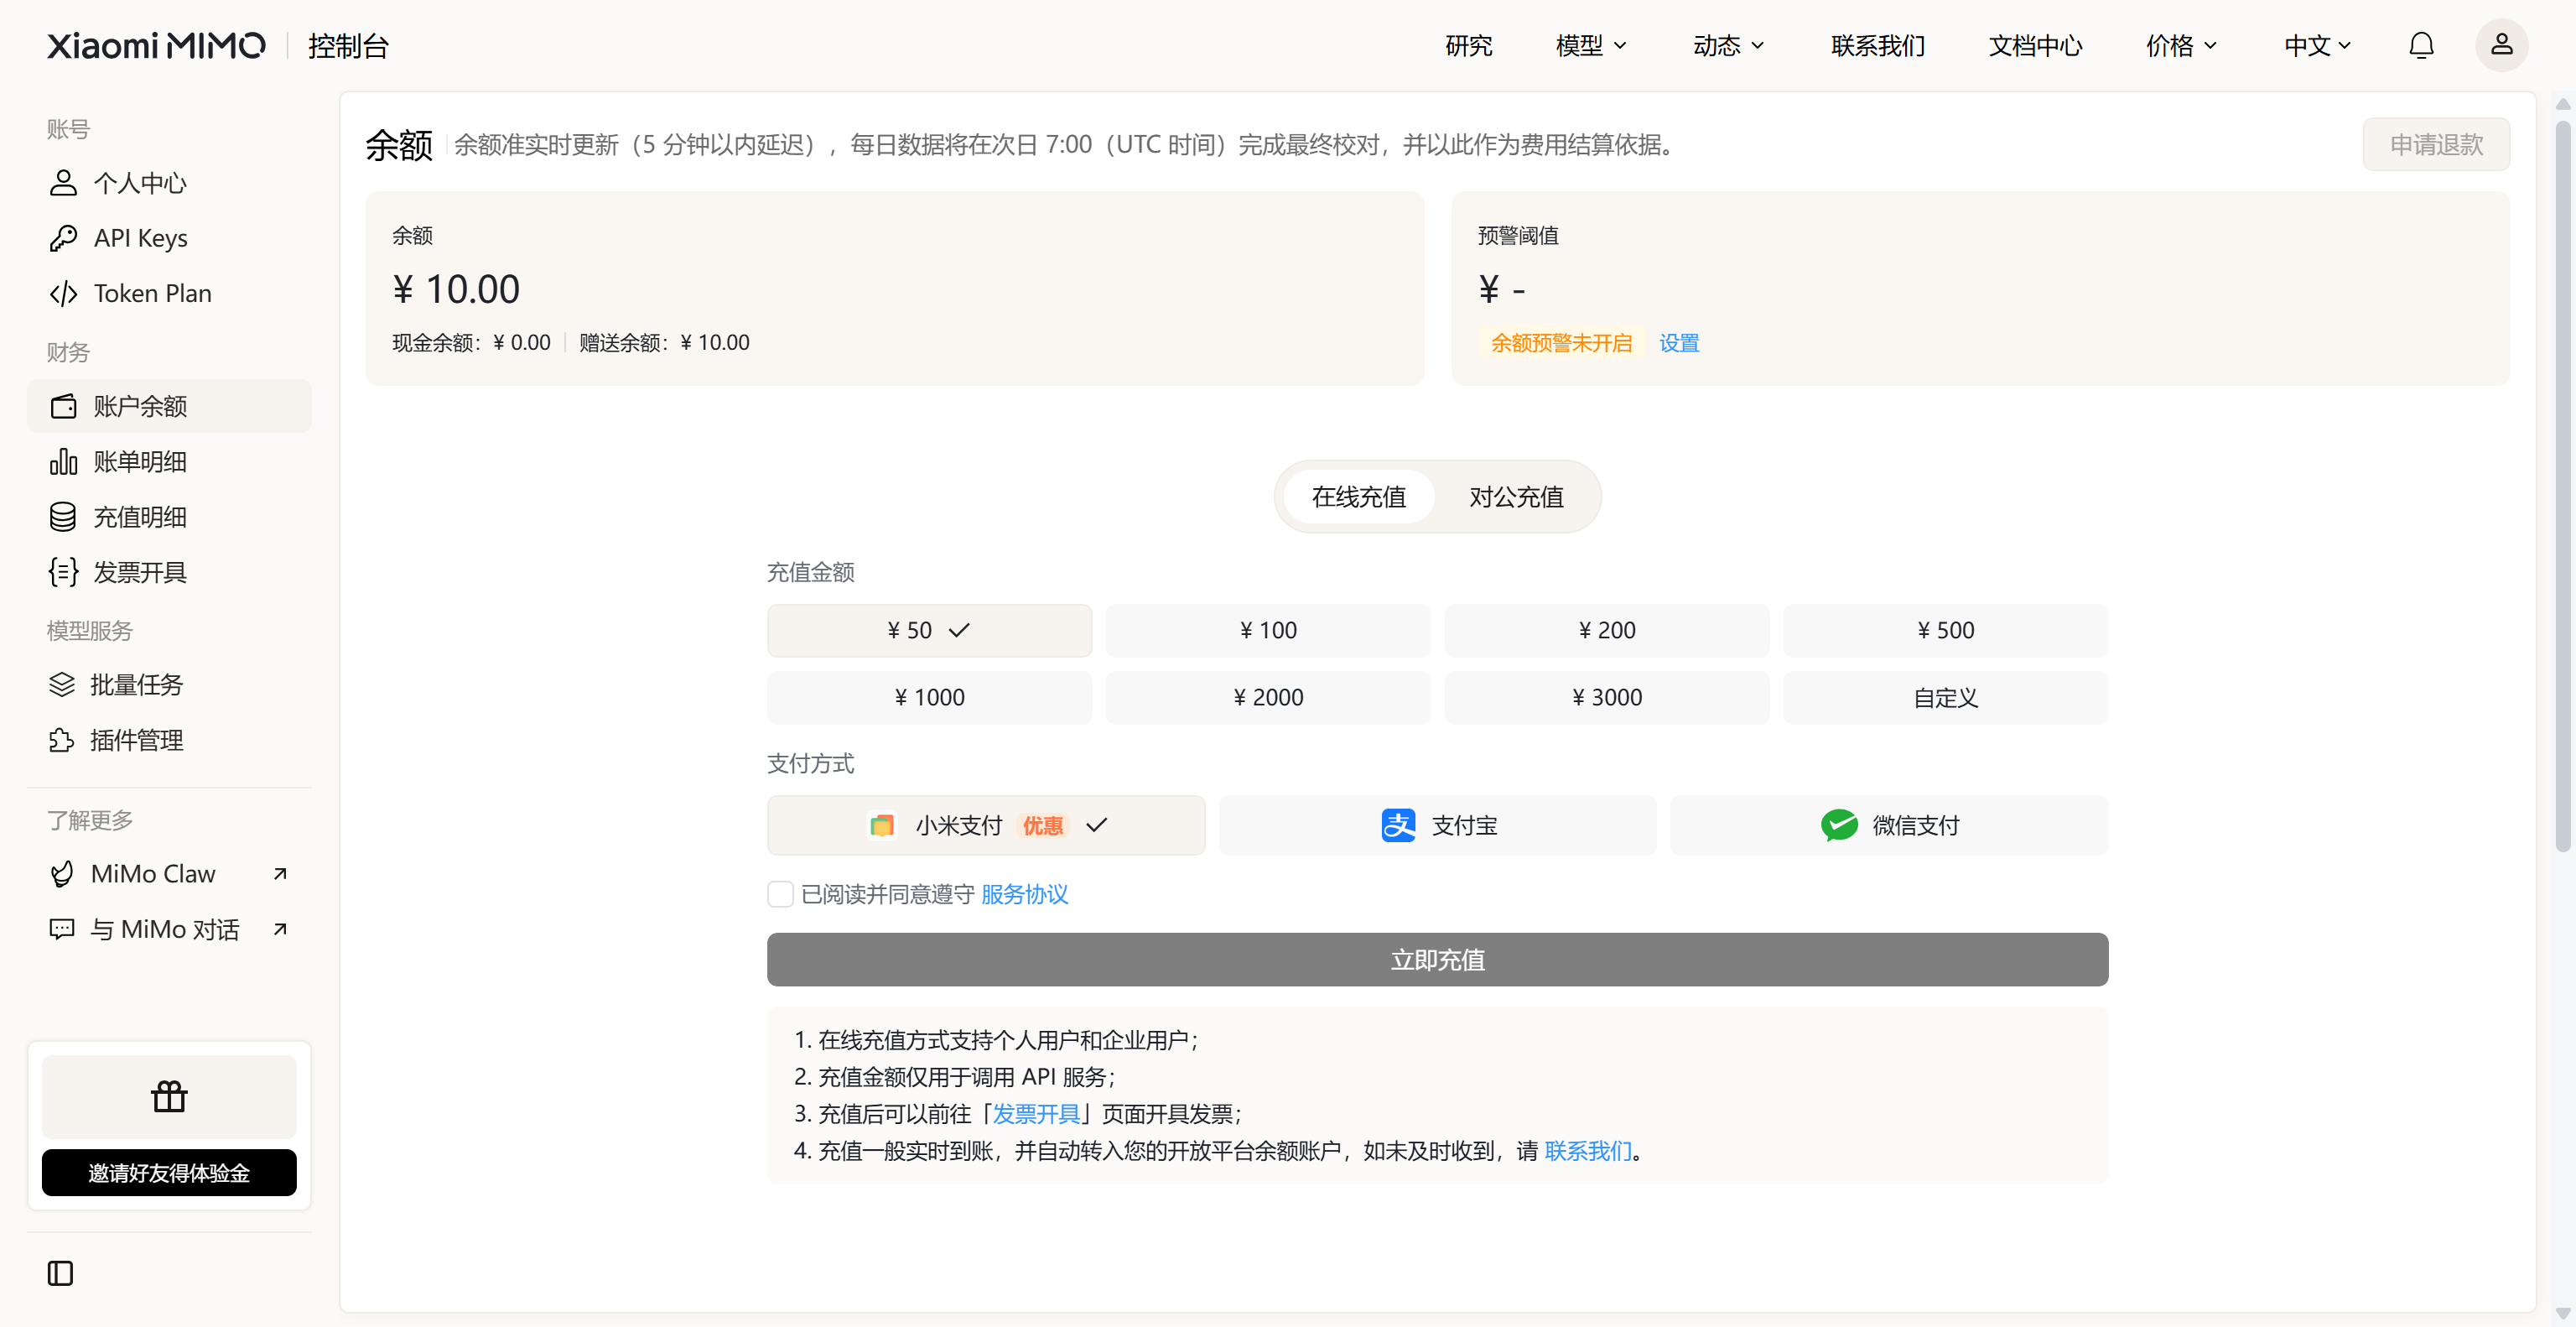 Xiaomi MIMO 控制台 研究 模型 动态 联系我们 文档中心 价格 中文
账号
个人中心
API Keys
Token Plan
财务
账户余额
账单明细
充值明细
发票开具
模型服务
批量任务
插件管理
了解更多
MiMo Claw
与 MiMo 对话
邀请好友得体验金
余额 余额准实时更新（5 分钟以内延迟），每日数据将在次日 7:00（UTC 时间）完成最终校对，并以此作为费用结算依据。 申请退款
余额
¥ 10.00
现金余额：¥ 0.00 赠送余额：¥ 10.00
预警阈值
¥ -
余额预警未开启 设置
在线充值 对公充值
充值金额
¥ 50 ¥ 100 ¥ 200 ¥ 500
¥ 1000 ¥ 2000 ¥ 3000 自定义
支付方式
小米支付 优惠 支 支付宝 微信支付
已阅读并同意遵守 服务协议
立即充值
1. 在线充值方式支持个人用户和企业用户；
2. 充值金额仅用于调用 API 服务；
3. 充值后可以前往「发票开具」页面开具发票；
4. 充值一般实时到账，并自动转入您的开放平台余额账户，如未及时收到，请 联系我们。